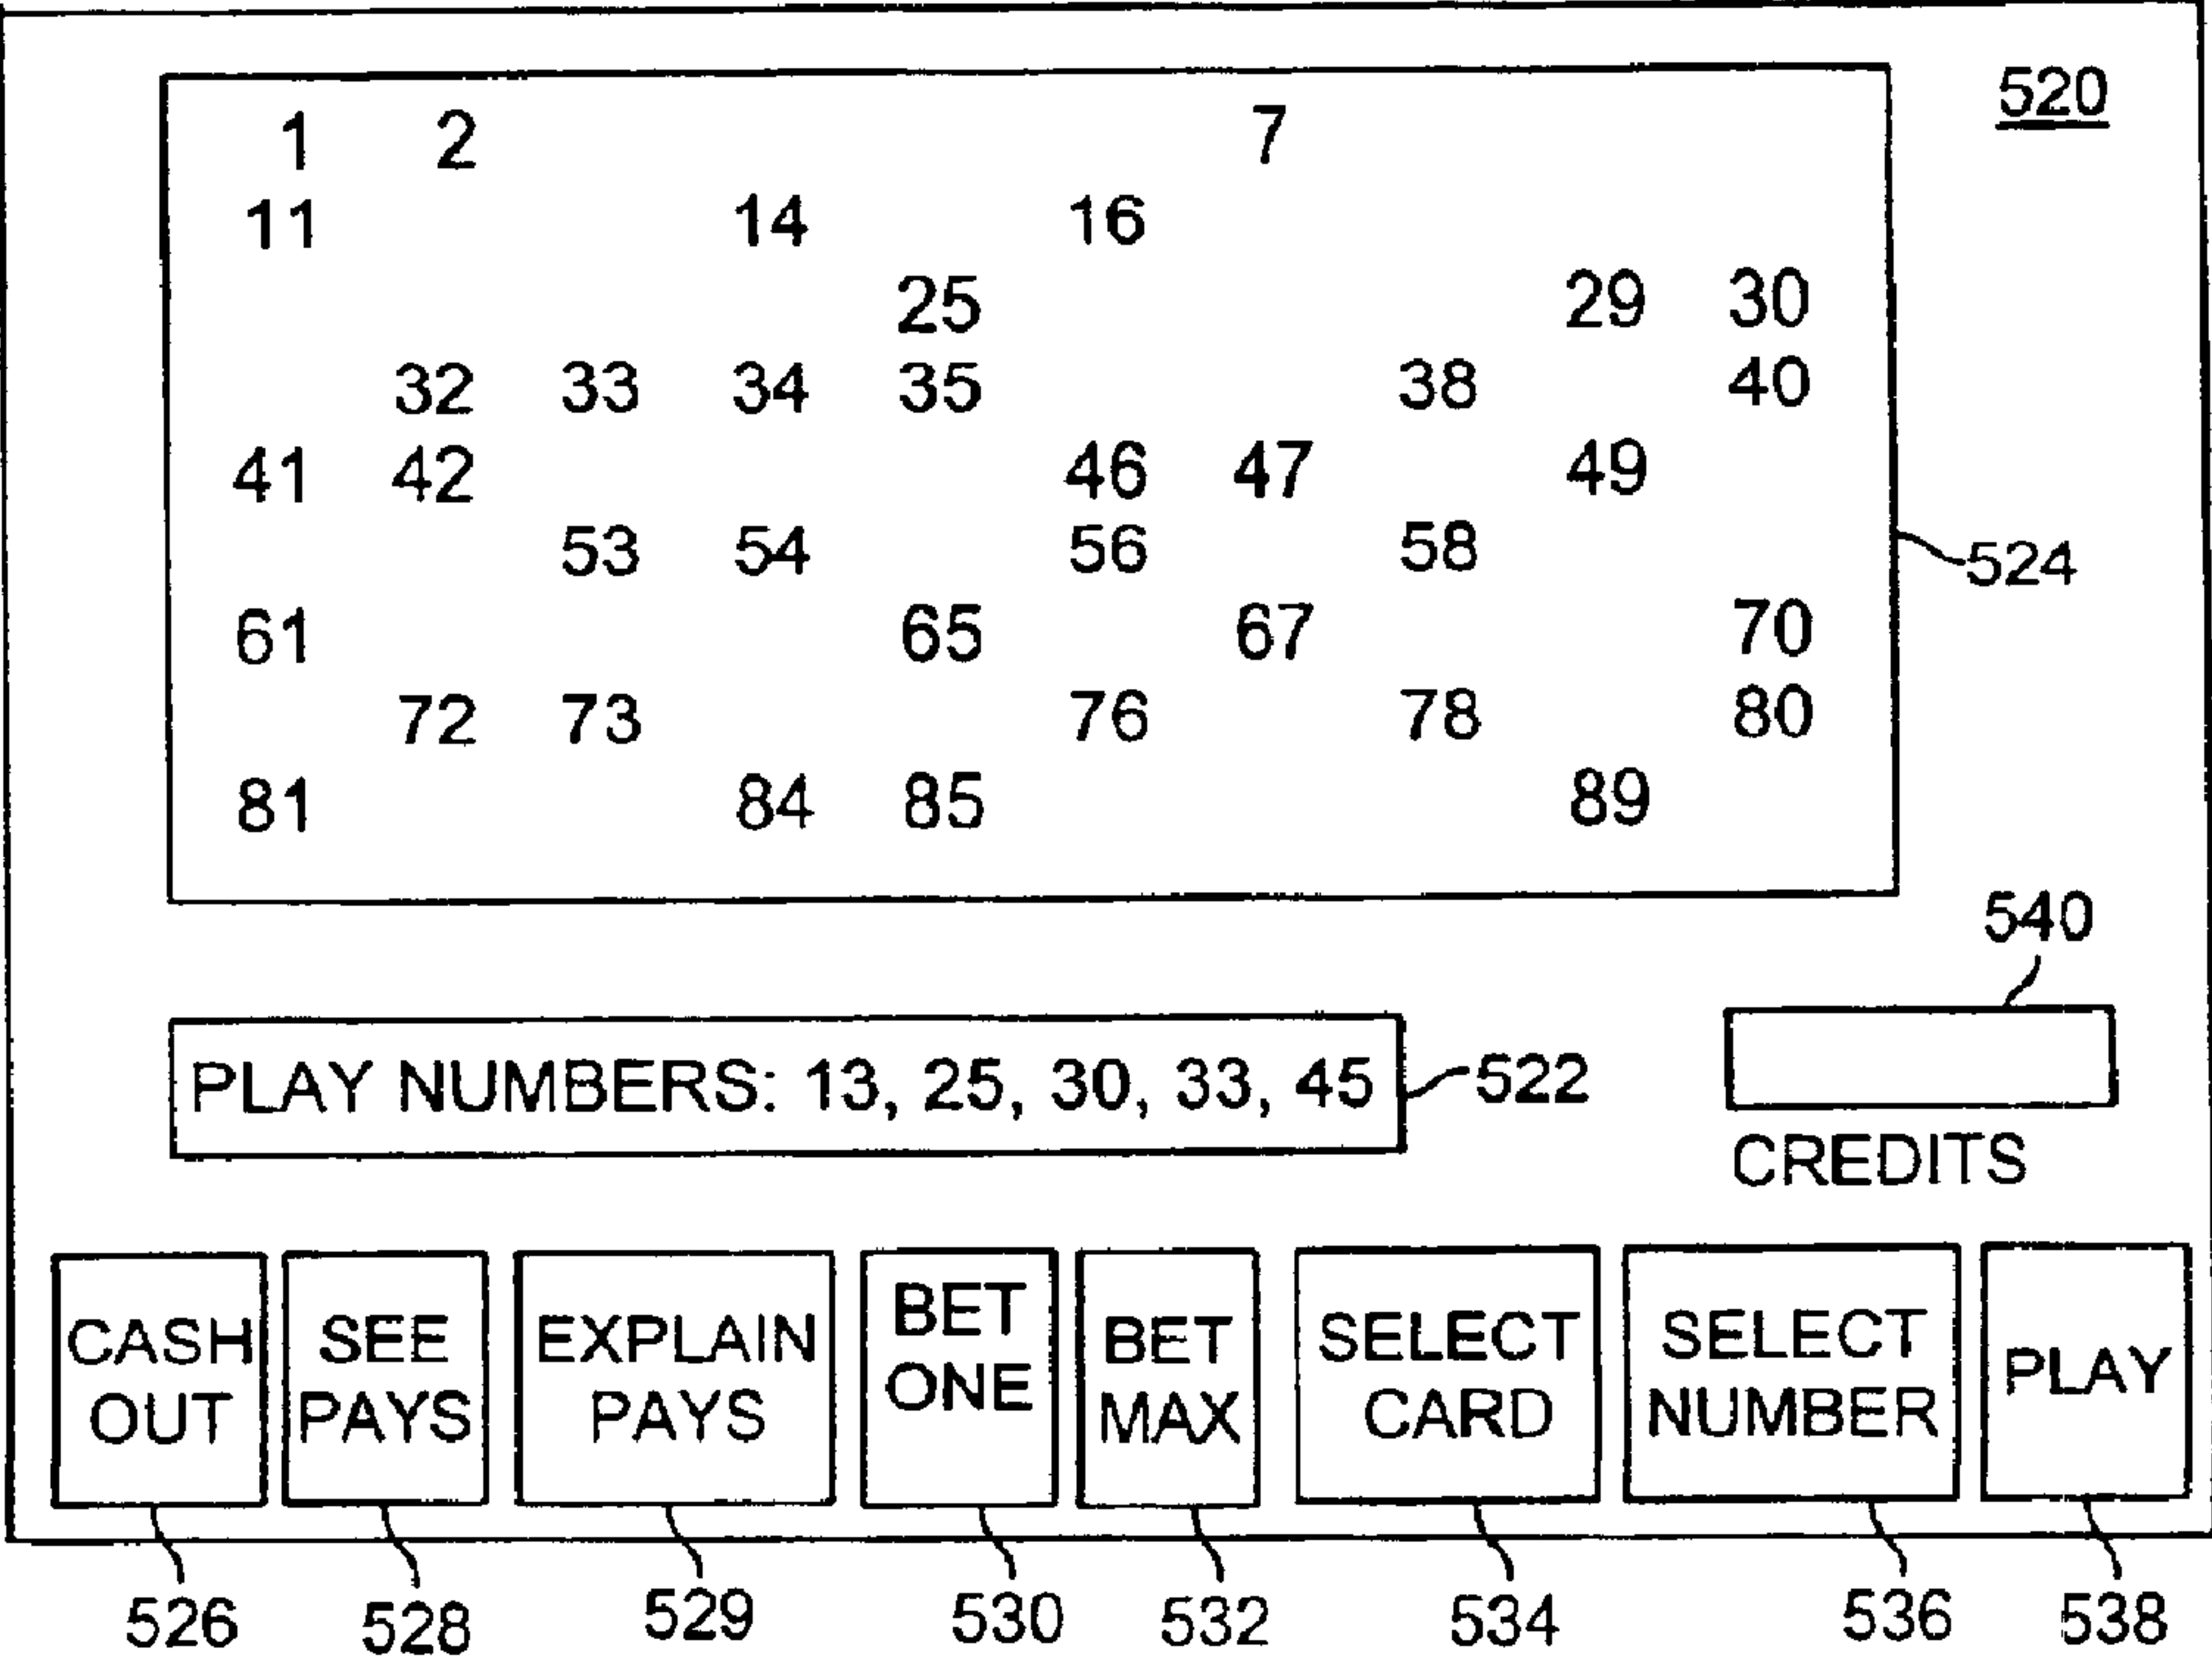 520
1 2 7
11 14 16
25 29 30
32 33 34 35 38 40
41 42 46 47 49
53 54 56 58
524
61 65 67 70
72 73 76 78 80
81 84 85 89
540
PLAY NUMBERS: 13, 25, 30, 33, 45
522
CREDITS
CASH
OUT
SEE
PAYS
EXPLAIN
PAYS
BET
ONE
BET
MAX
SELECT
CARD
SELECT
NUMBER
PLAY
526 528 529 530 532 534 536 538